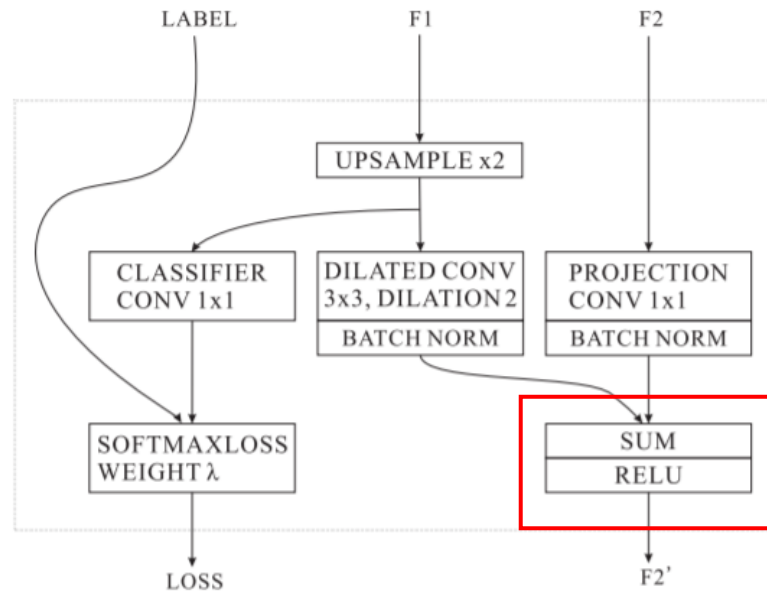 LABEL
F1
F2
UPSAMPLE x2
CLASSIFIER
CONV 1x1
DILATED CONV
3x3, DILATION 2
BATCH NORM
PROJECTION
CONV 1x1
BATCH NORM
SOFTMAXLOSS
WEIGHT λ
SUM
RELU
LOSS
F2'